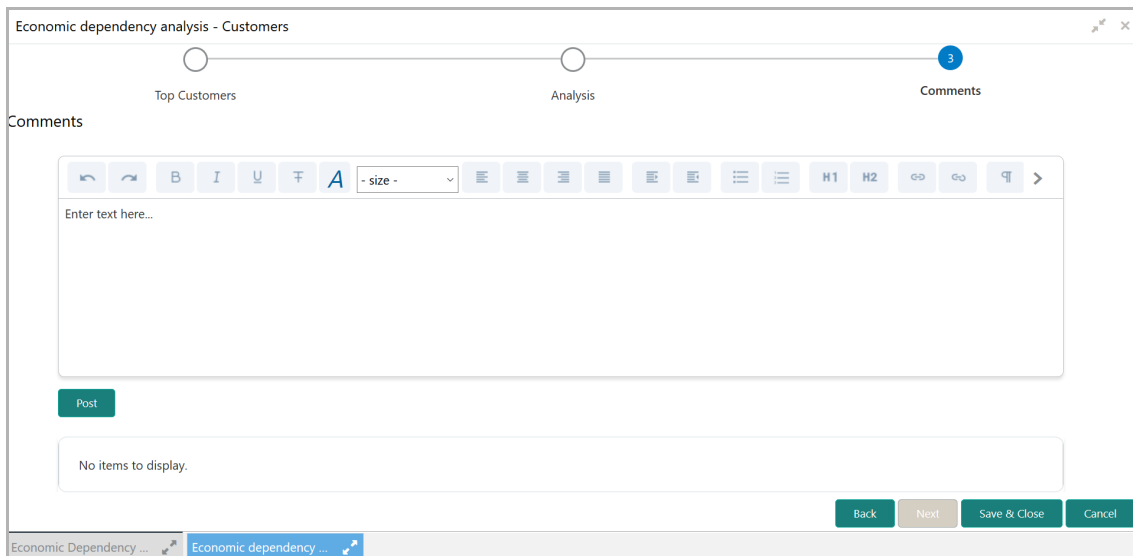 Economic dependency analysis - Customers
3
Top Customers Analysis Comments
Comments
B I U T A - size - H1 H2 ¶
Enter text here...
Post
No items to display.
Back Next Save & Close Cancel
Economic Dependency ... Economic dependency ...